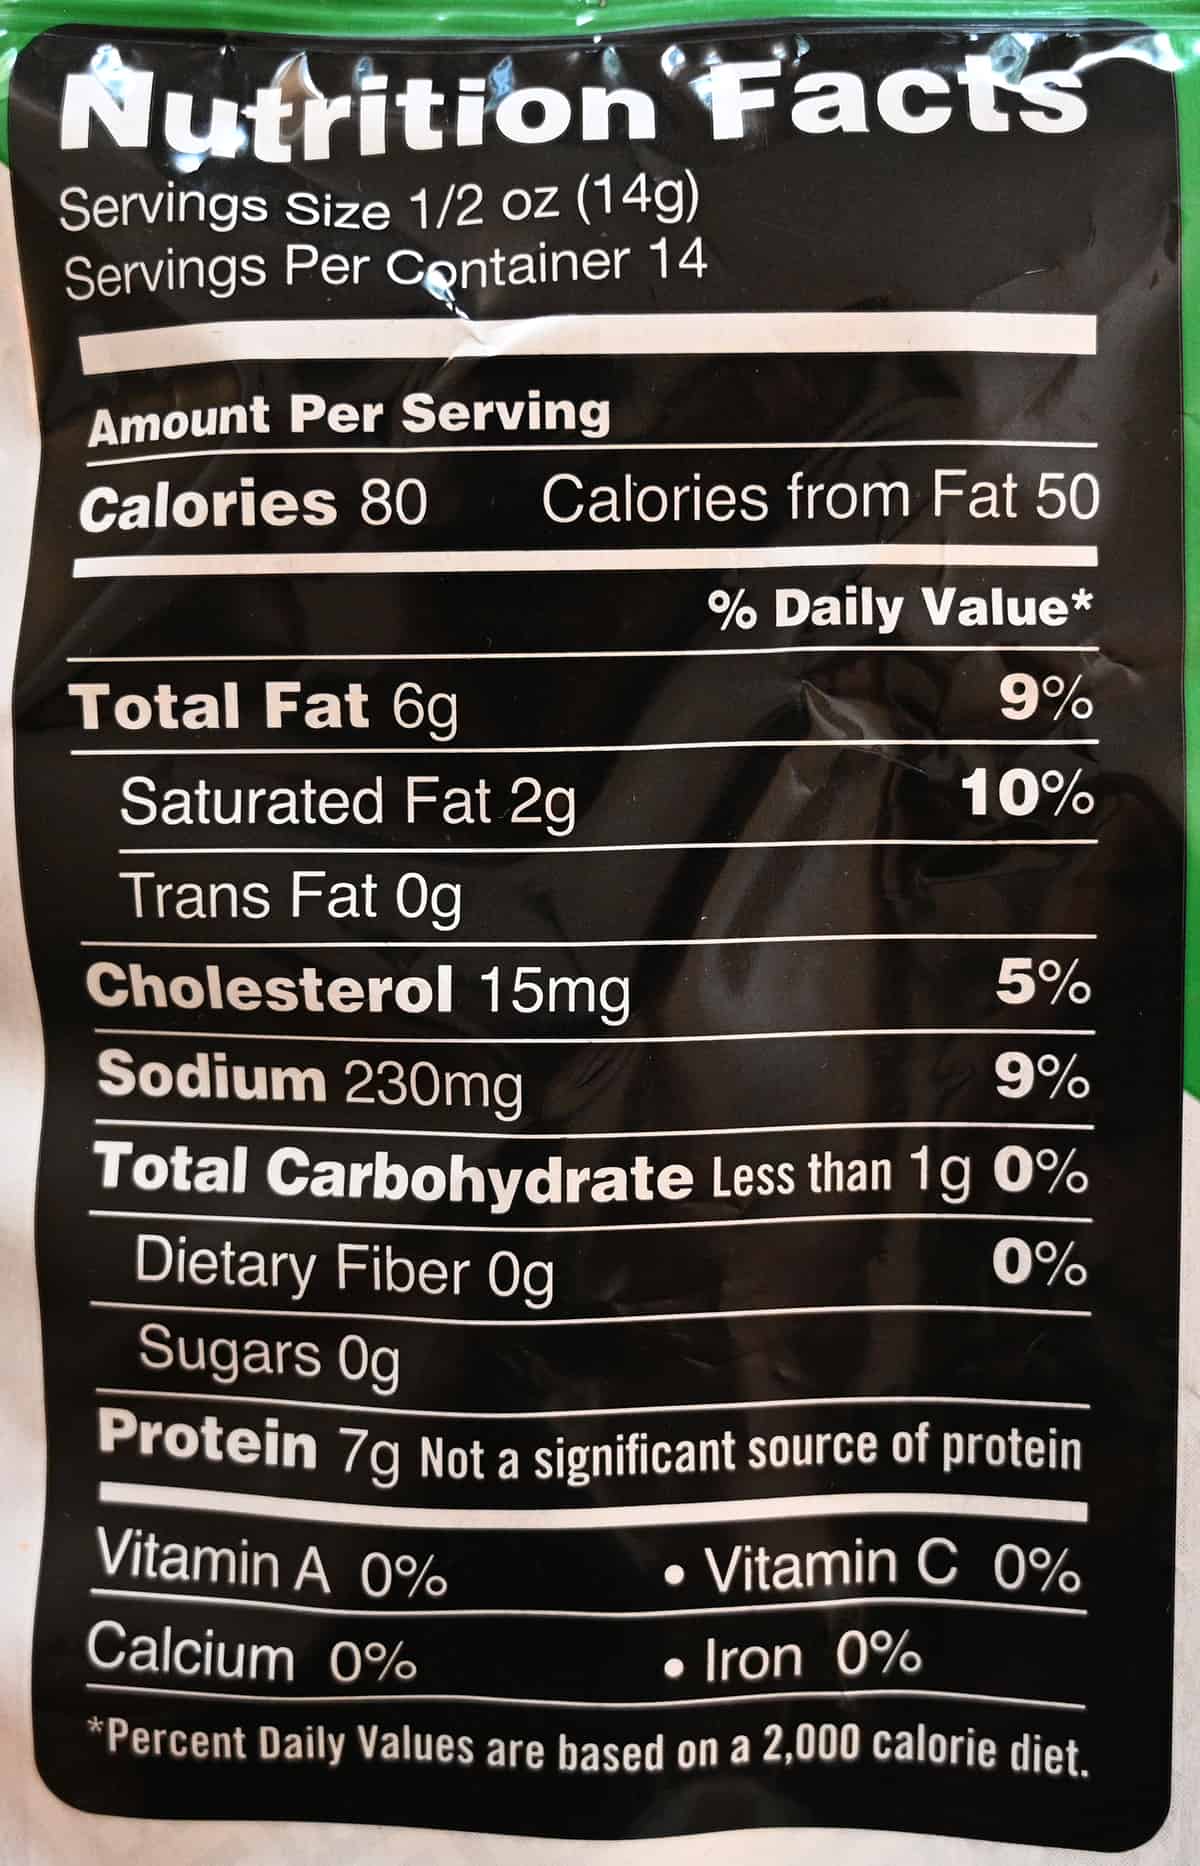 Nutrition Facts
Servings Size 1/2 oz (14g)
Servings Per Container 14
Amount Per Serving
Calories 80 Calories from Fat 50
% Daily Value*
Total Fat 6g 9%
Saturated Fat 2g 10%
Trans Fat 0g
Cholesterol 15mg 5%
Sodium 230mg 9%
Total Carbohydrate Less than 1g 0%
Dietary Fiber 0g 0%
Sugars 0g
Protein 7g Not a significant source of protein
Vitamin A 0% • Vitamin C 0%
Calcium 0% • Iron 0%
*Percent Daily Values are based on a 2,000 calorie diet.